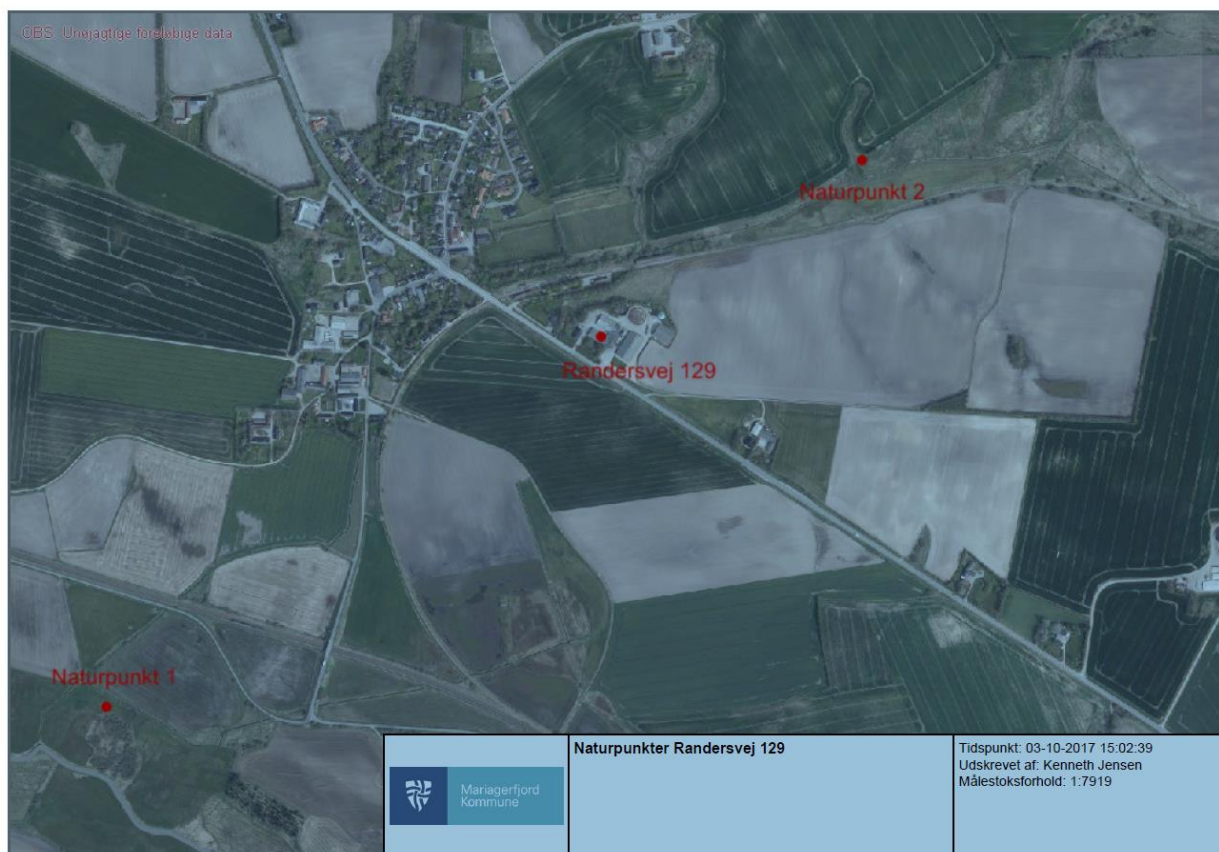 OBS: Unøjagtige foreløbige data
Naturpunkt 2
Randersvej 129
Naturpunkt 1
Mariagerfjord
Kommune
Naturpunkter Randersvej 129
Tidspunkt: 03-10-2017 15:02:39
Udskrevet af: Kenneth Jensen
Målestoksforhold: 1:7919